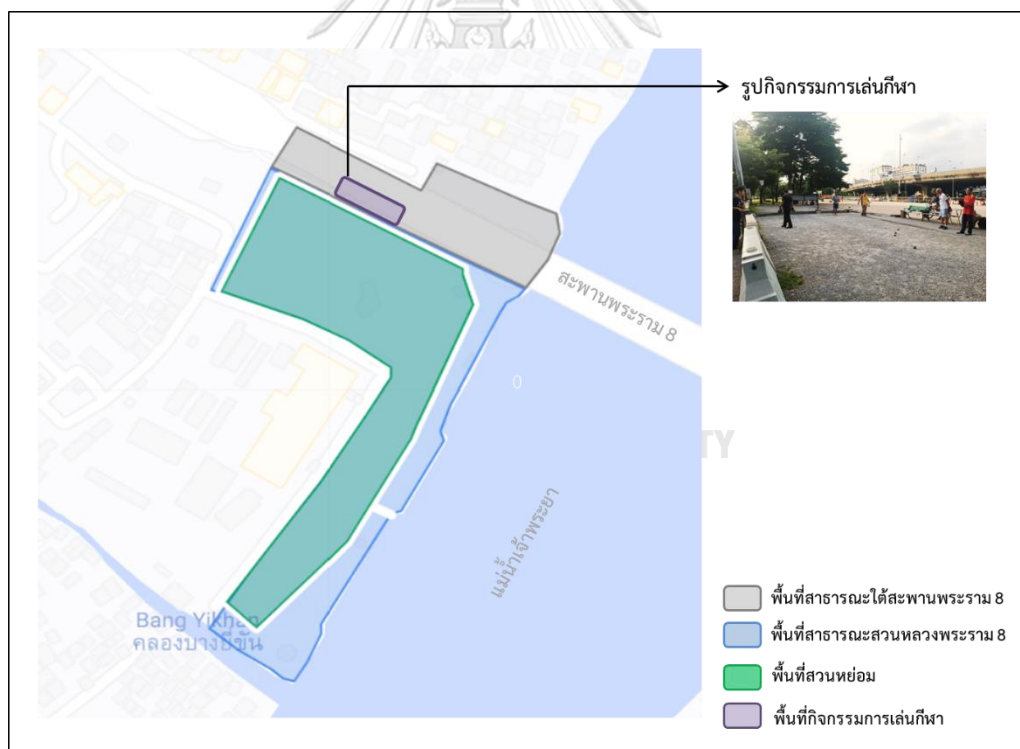 รูปกิจกรรมการเล่นกีฬา
สะพานพระราม 8
0
TY
แม่น้ำเจ้าพระยา
Bang Yikhan
คลองบางยี่ขัน
พื้นที่สาธารณะใต้สะพานพระราม 8
พื้นที่สาธารณะสวนหลวงพระราม 8
พื้นที่สวนหย่อม
พื้นที่กิจกรรมการเล่นกีฬา